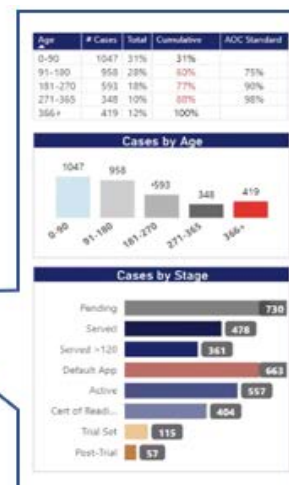 Age # Cases Total Cumulative AOC Standard
0-90 1047 31% 31%
91-180 958 28% 60% 75%
181-270 593 18% 77% 90%
271-365 348 10% 88% 98%
366+ 419 12% 100%
Cases by Age
1047 958 593 348 419
0-90 91-180 181-270 271-365 366+
Cases by Stage
Pending 730
Served 478
Served >120 361
Default App 663
Active 557
Cert of Readi... 404
Trial Set 115
Post-Trial 57